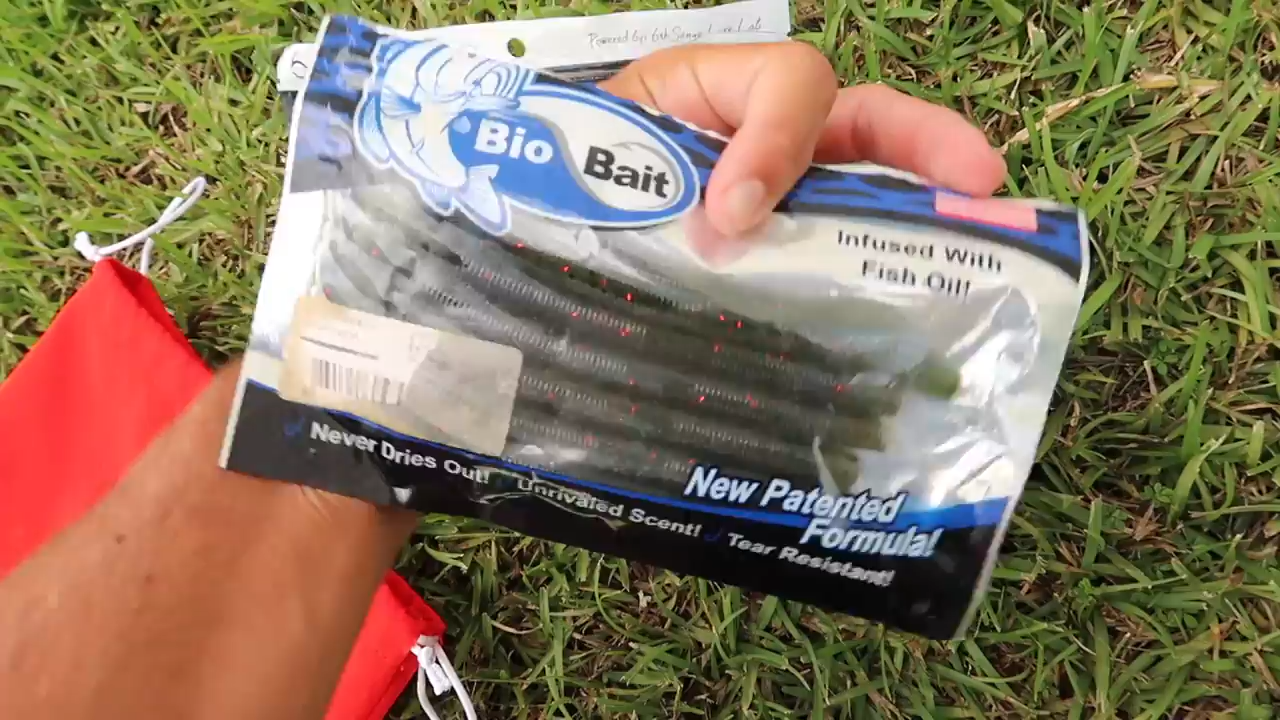 Powered by: 6th Sense Lure Lab
Bio
Bait
Infused With
Fish Oil!
New Patented
Formula!
Never Dries Out! Unrivaled Scent! Tear Resistant!